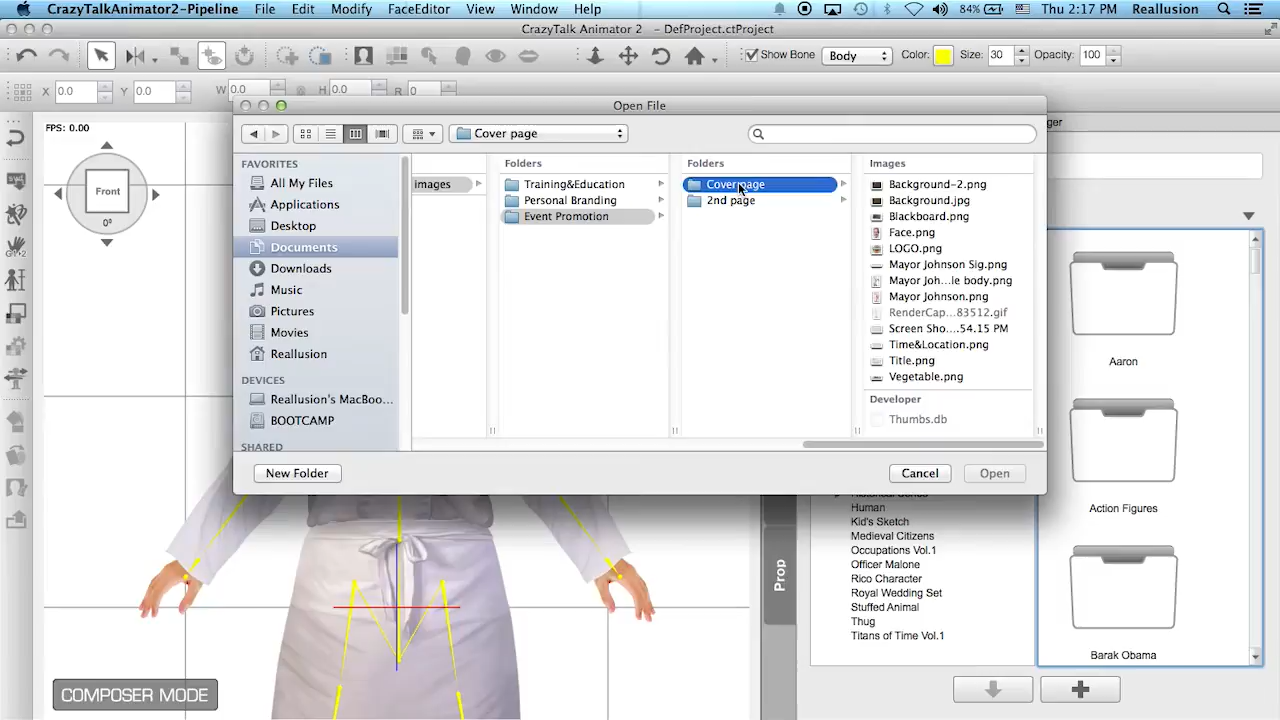 CrazyTalkAnimator2-Pipeline File Edit Modify FaceEditor View Window Help 84% Thu 2:17 PM Reallusion
CrazyTalk Animator 2 - DefProject.ctProject
Show Bone Body Color: Size: 30 Opacity: 100
X 0.0 Y 0.0 W 0.0 H 0.0 R 0
Open File
ger
FPS: 0.00
Cover page
Front
0°
FAVORITES
All My Files
Applications
Desktop
Documents
Downloads
Music
Pictures
Movies
Reallusion
DEVICES
Reallusion's MacBoo...
BOOTCAMP
SHARED
images
Folders
Training&Education
Personal Branding
Event Promotion
Folders
Cover page
2nd page
Images
Background-2.png
Background.jpg
Blackboard.png
Face.png
LOGO.png
Mayor Johnson Sig.png
Mayor Joh...le body.png
Mayor Johnson.png
RenderCap...83512.gif
Screen Sho....54.15 PM
Time&Location.png
Title.png
Vegetable.png
Developer
Thumbs.db
New Folder
Cancel
Open
Prop
Human
Kid's Sketch
Medieval Citizens
Occupations Vol.1
Officer Malone
Rico Character
Royal Wedding Set
Stuffed Animal
Thug
Titans of Time Vol.1
Aaron
Action Figures
Barak Obama
COMPOSER MODE